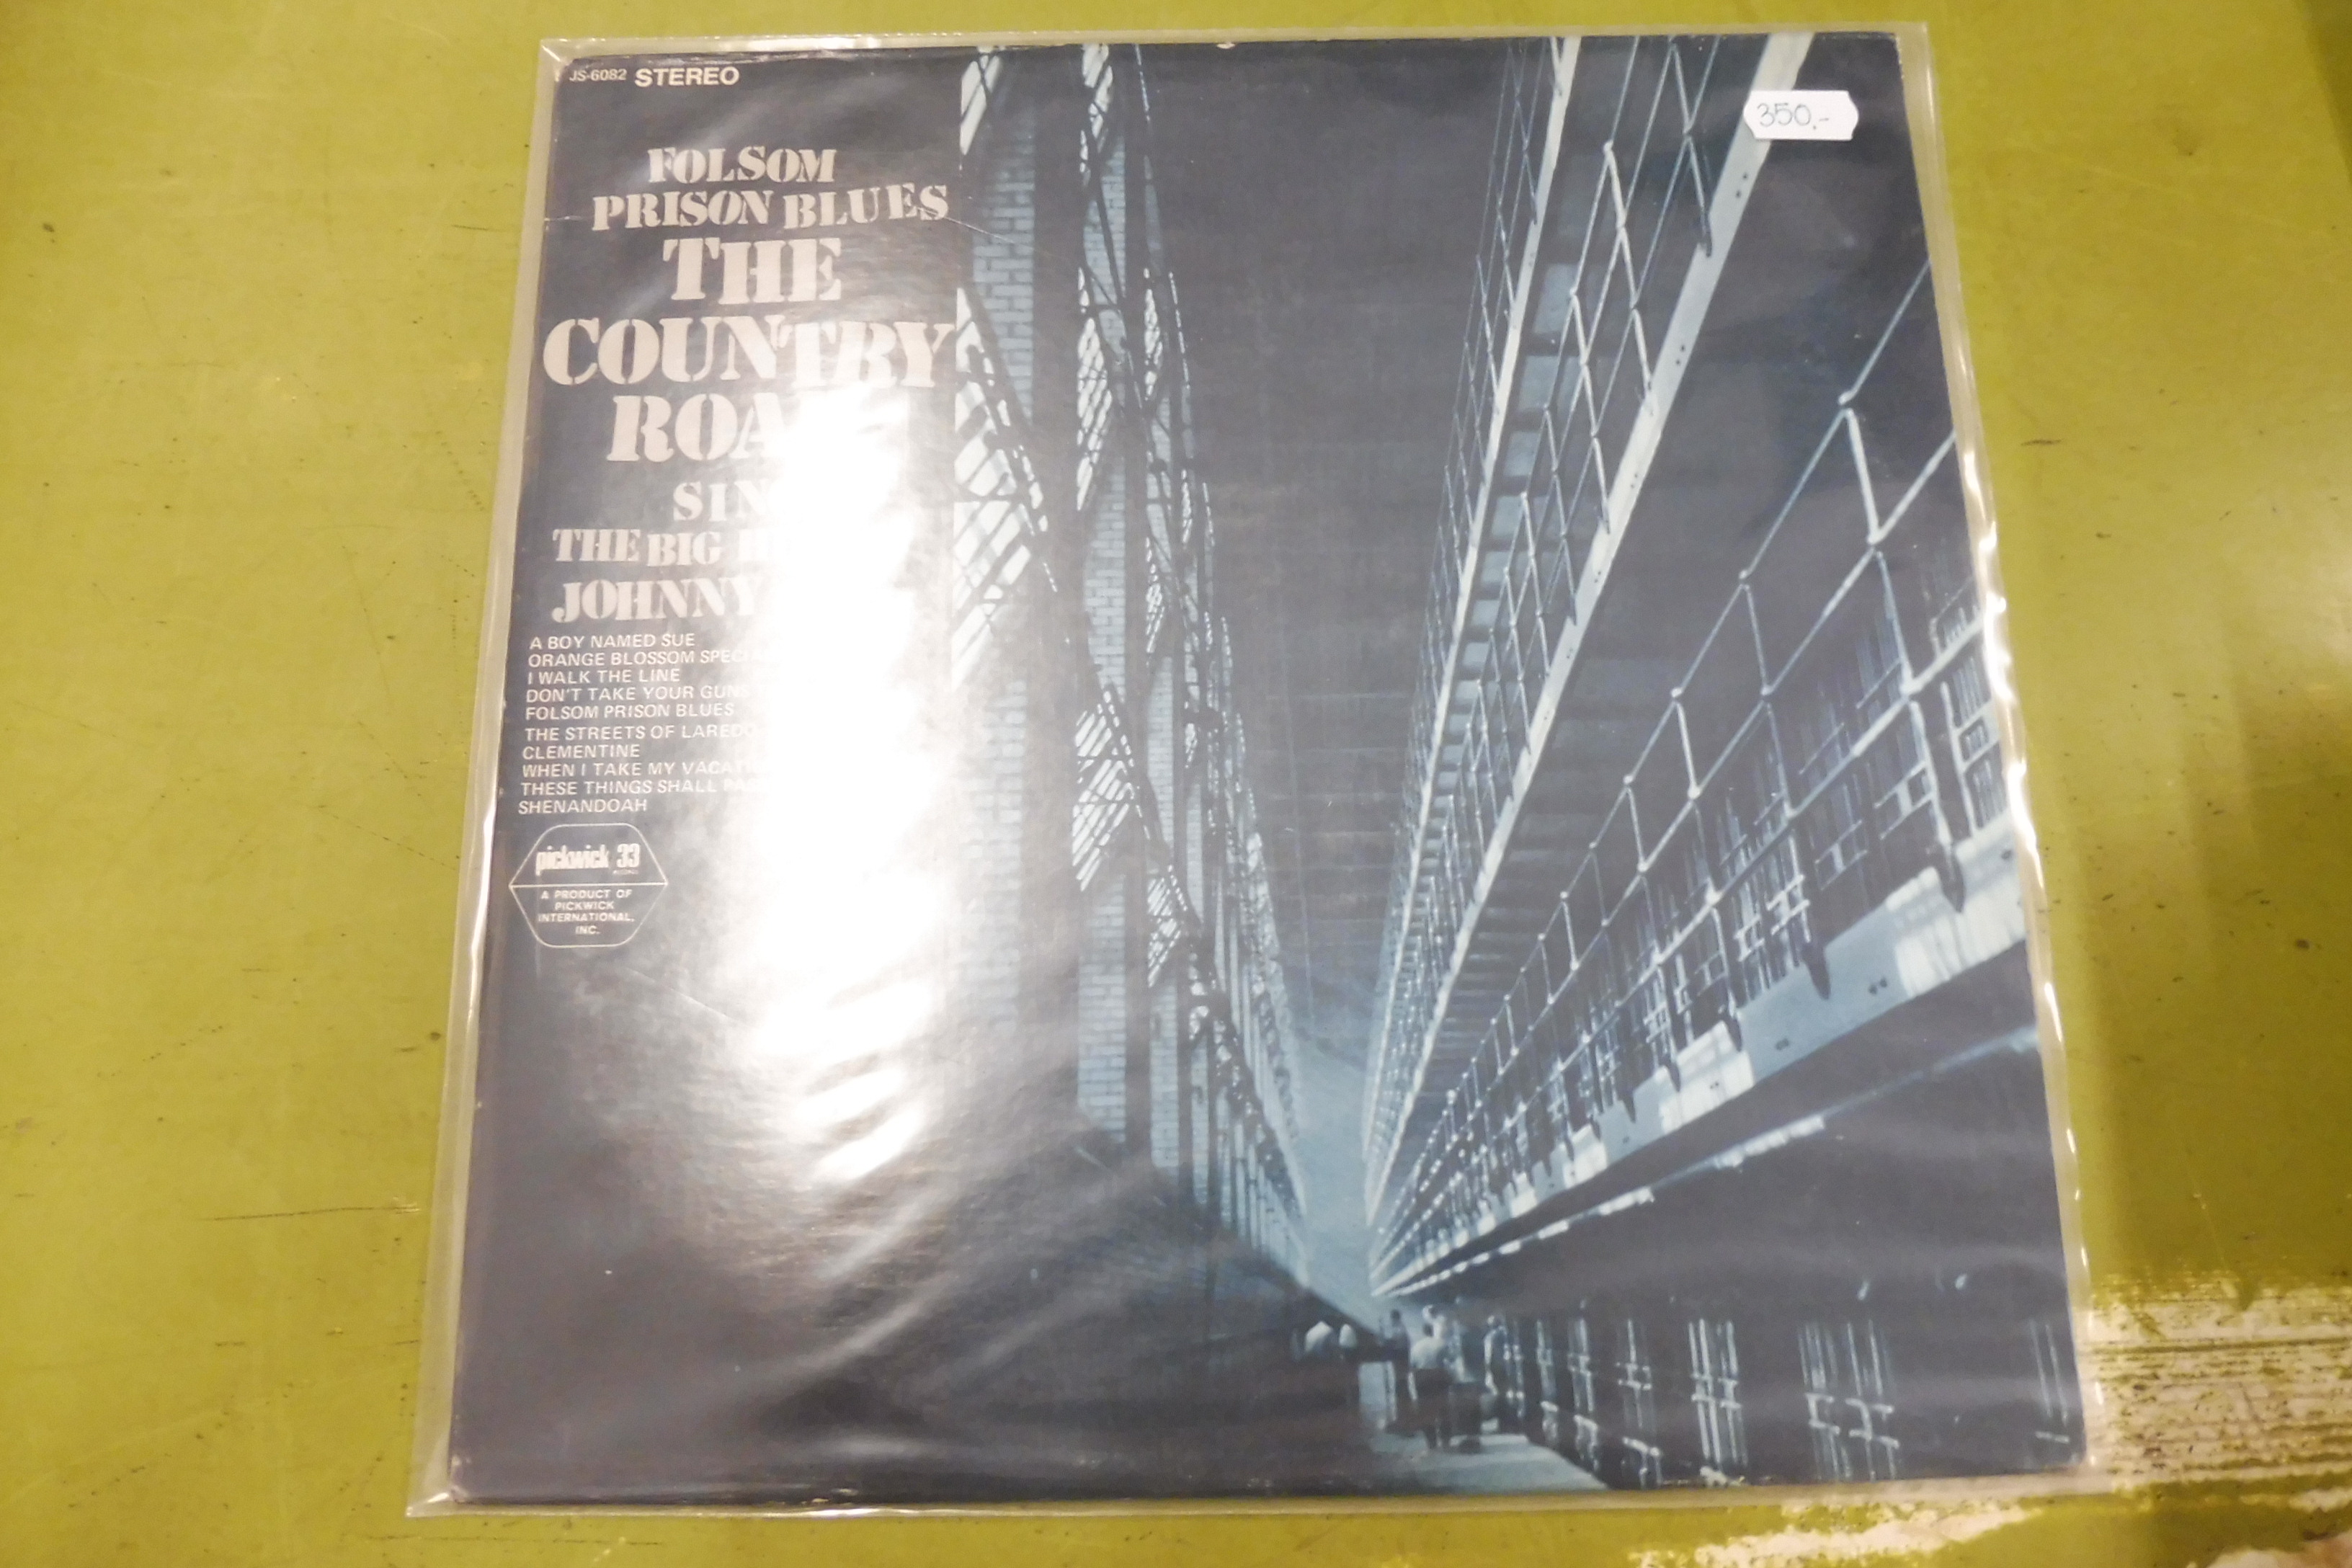 JS-6082 STEREO
350,-
FOLSOM
PRISON BLUES
THE
COUNTRY
THE BIG
JOHNNY
A BOY NAMED SUE
ORANGE BLOSSOM
I WALK THE LINE
DON'T TAKE YOUR GUNS
FOLSOM PRISON BLUES
THE STREETS OF LAREDO
CLEMENTINE
WHEN I TAKE MY
THESE THINGS SHALL
SHENANDOAH
pickwick 33
A PRODUCT OF
PICKWICK
INTERNATIONAL,
INC.